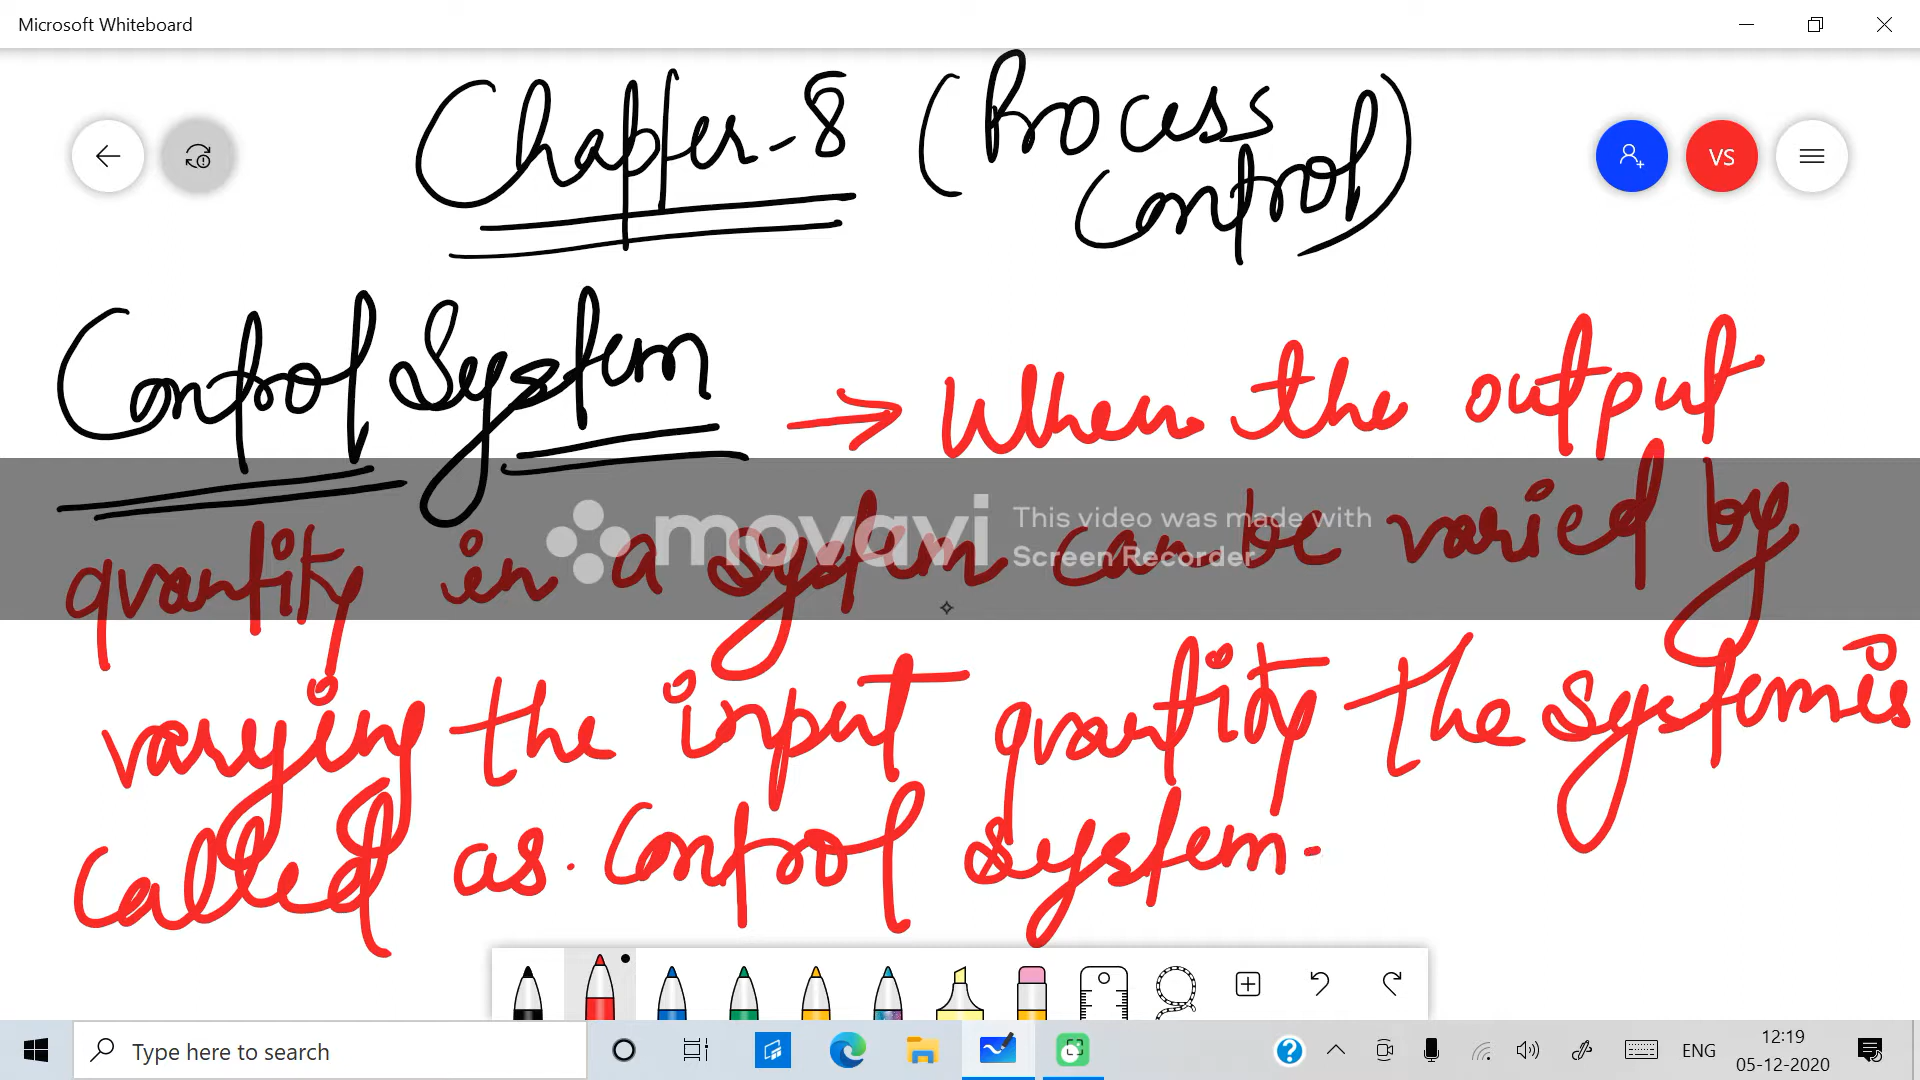 Microsoft Whiteboard
Chapter-8 (Process
Control)
VS
Control System → When the output
quantity in a system can be varied by
movavi This video was made with
Screen Recorder
varying the input quantity the system is
called as control system.
Type here to search
ENG
12:19
05-12-2020